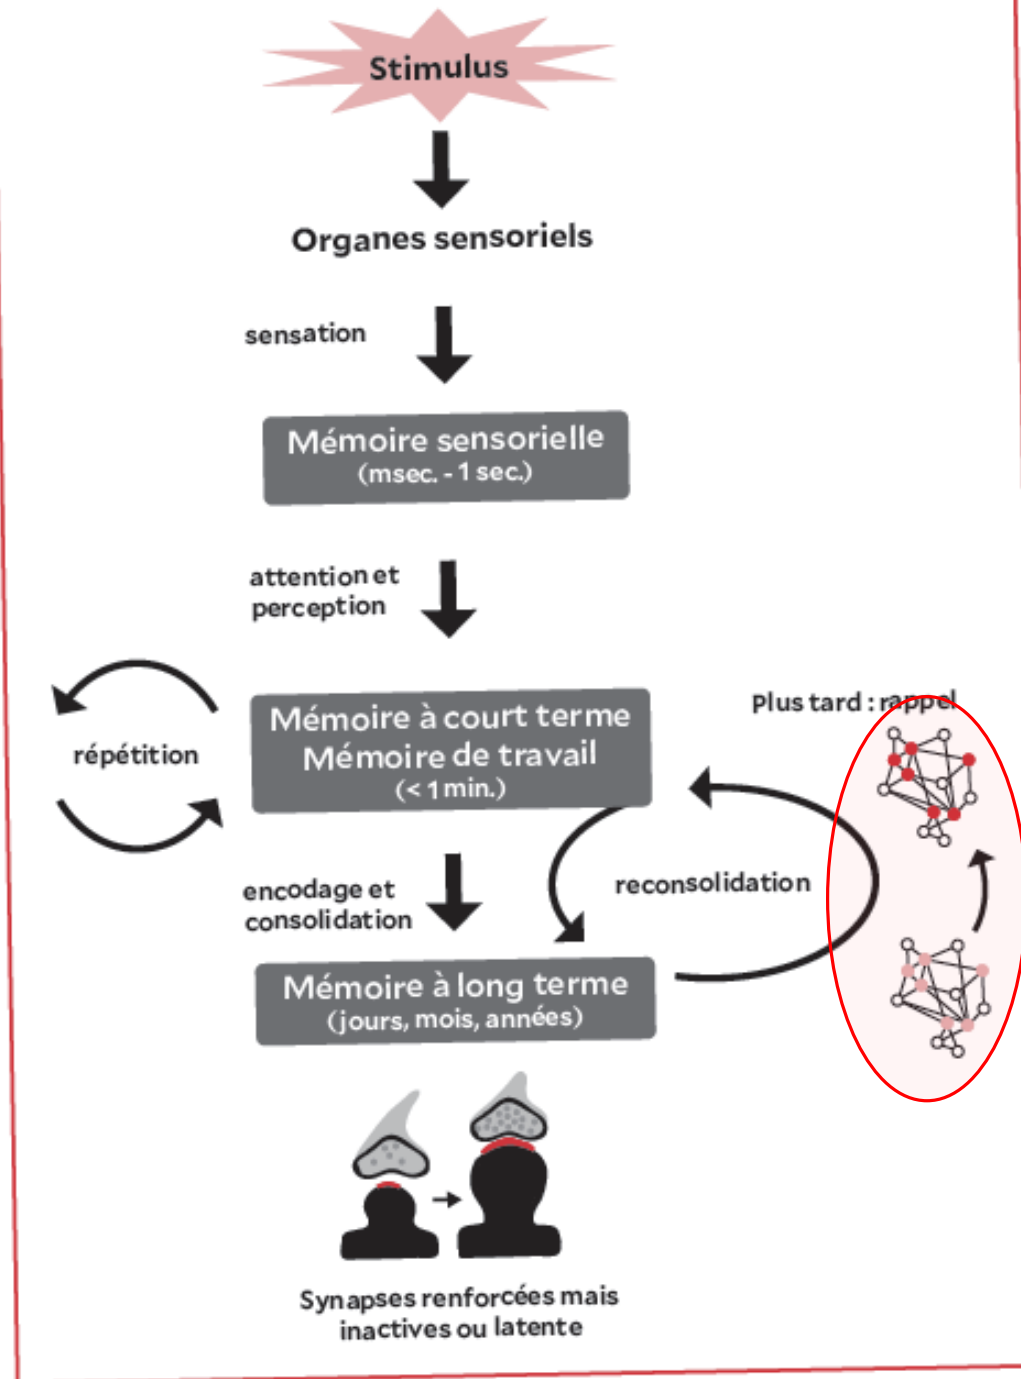 Stimulus
Organes sensoriels
sensation
Mémoire sensorielle
(msec. - 1 sec.)
attention et
perception
répétition
Mémoire à court terme
Mémoire de travail
(< 1 min.)
Plus tard : rappel
encodage et
consolidation
reconsolidation
Mémoire à long terme
(jours, mois, années)
Synapses renforcées mais
inactives ou latente